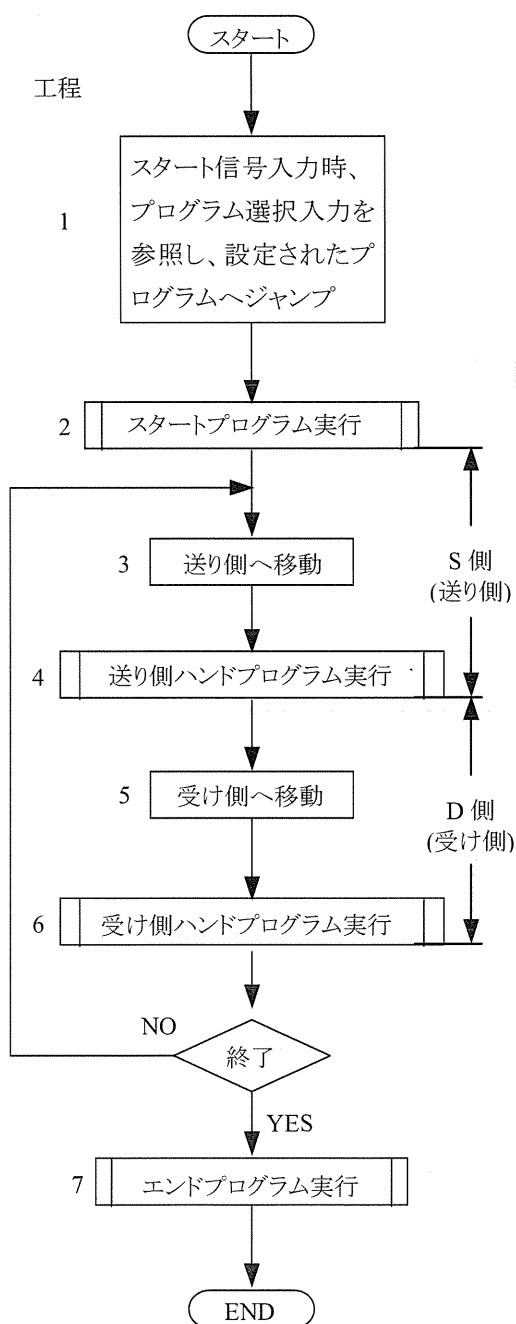 スタート
工程
1
スタート信号入力時、
プログラム選択入力を
参照し、設定されたプ
ログラムへジャンプ
2
スタートプログラム実行
3
送り側へ移動
S 側
(送り側)
4
送り側ハンドプログラム実行
5
受け側へ移動
D 側
(受け側)
6
受け側ハンドプログラム実行
NO
終了
YES
7
エンドプログラム実行
END